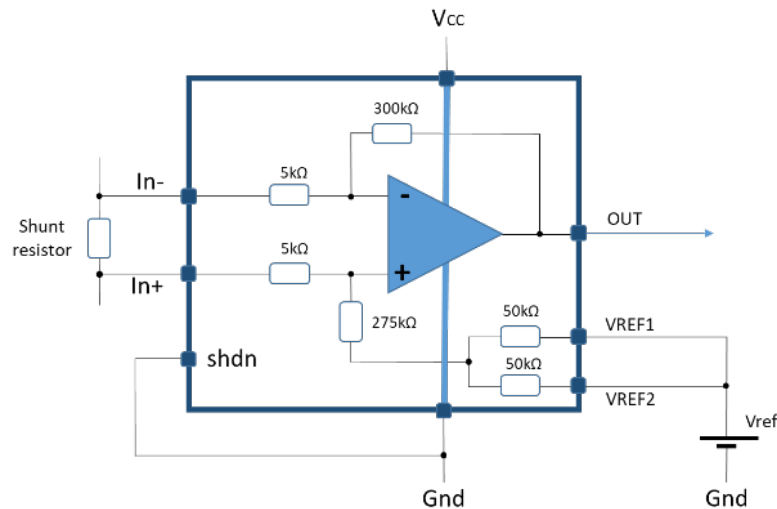 Vcc
300kΩ
5kΩ
In-
-
Shunt
resistor
OUT
5kΩ
+
In+
275kΩ
50kΩ
VREF1
shdn
50kΩ
VREF2
Vref
Gnd
Gnd